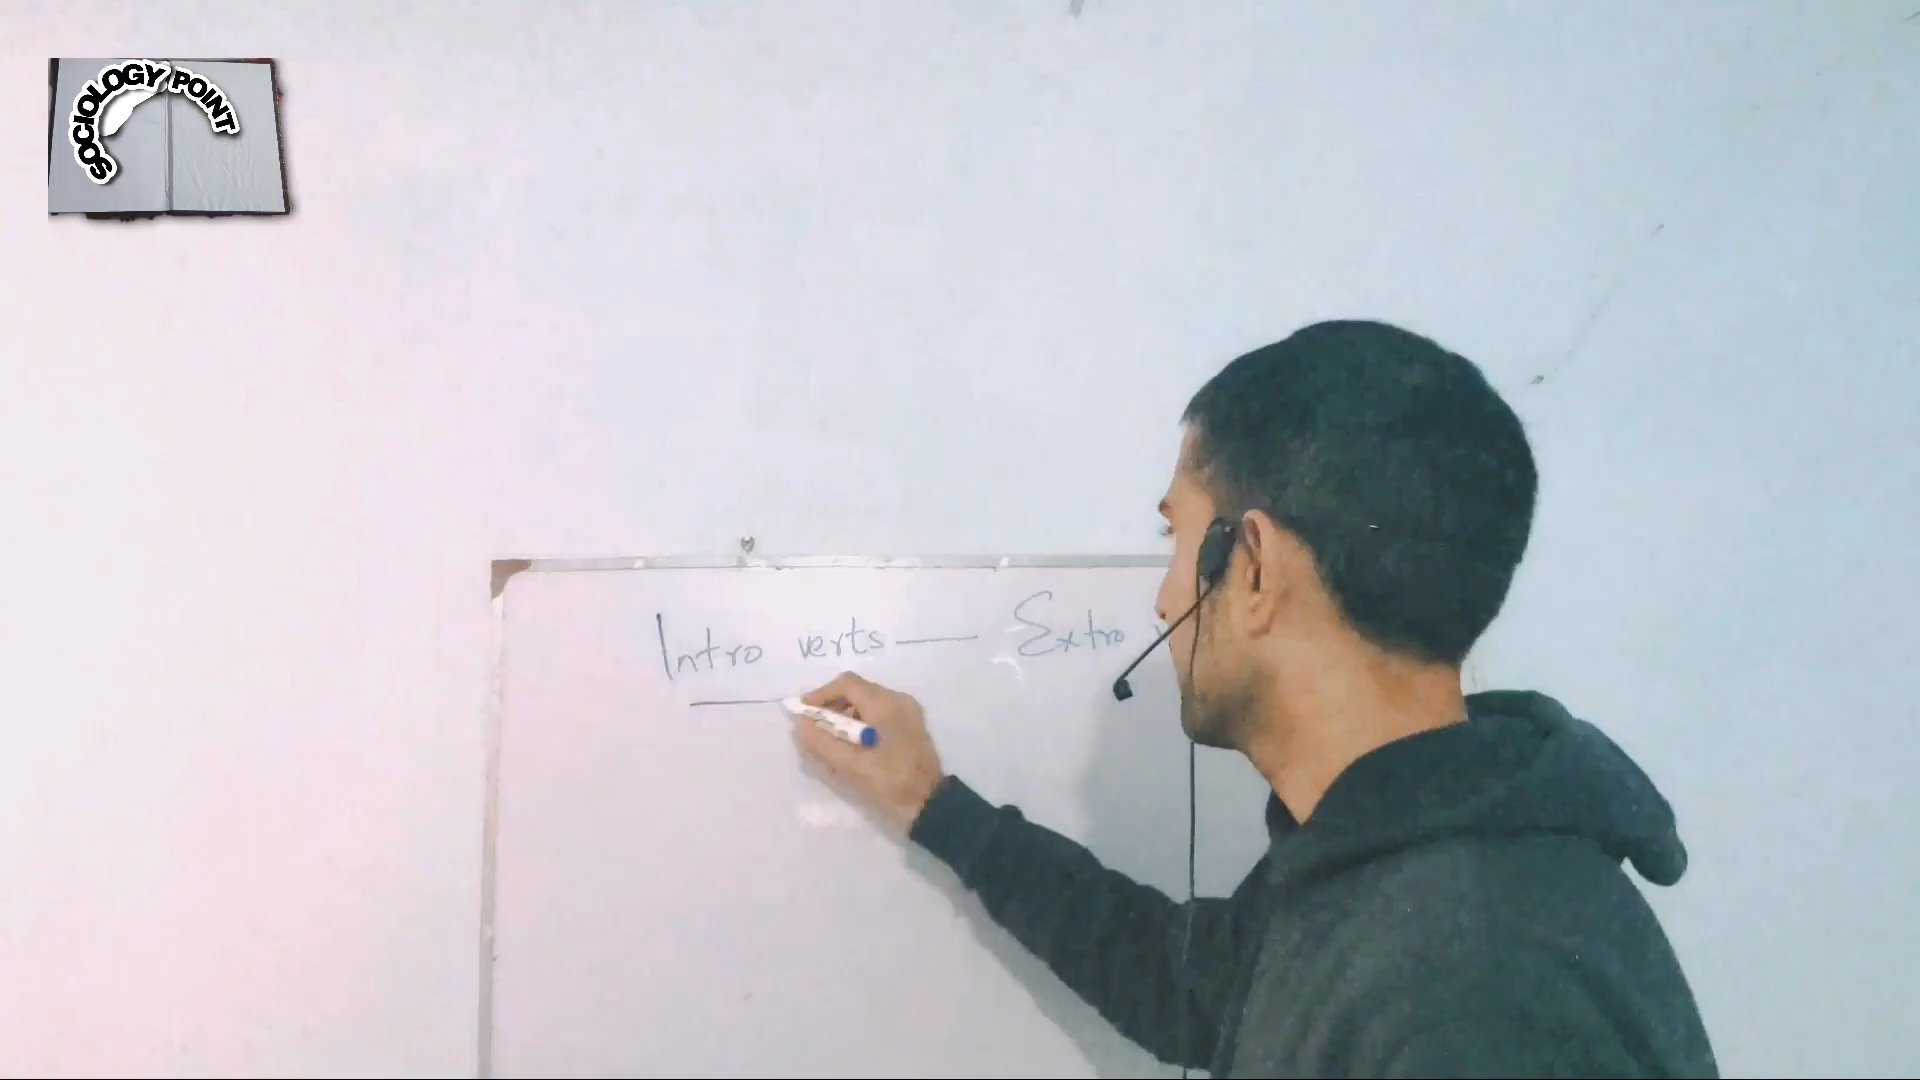 SOCIOLOGY POINT
Intro verts — Extro